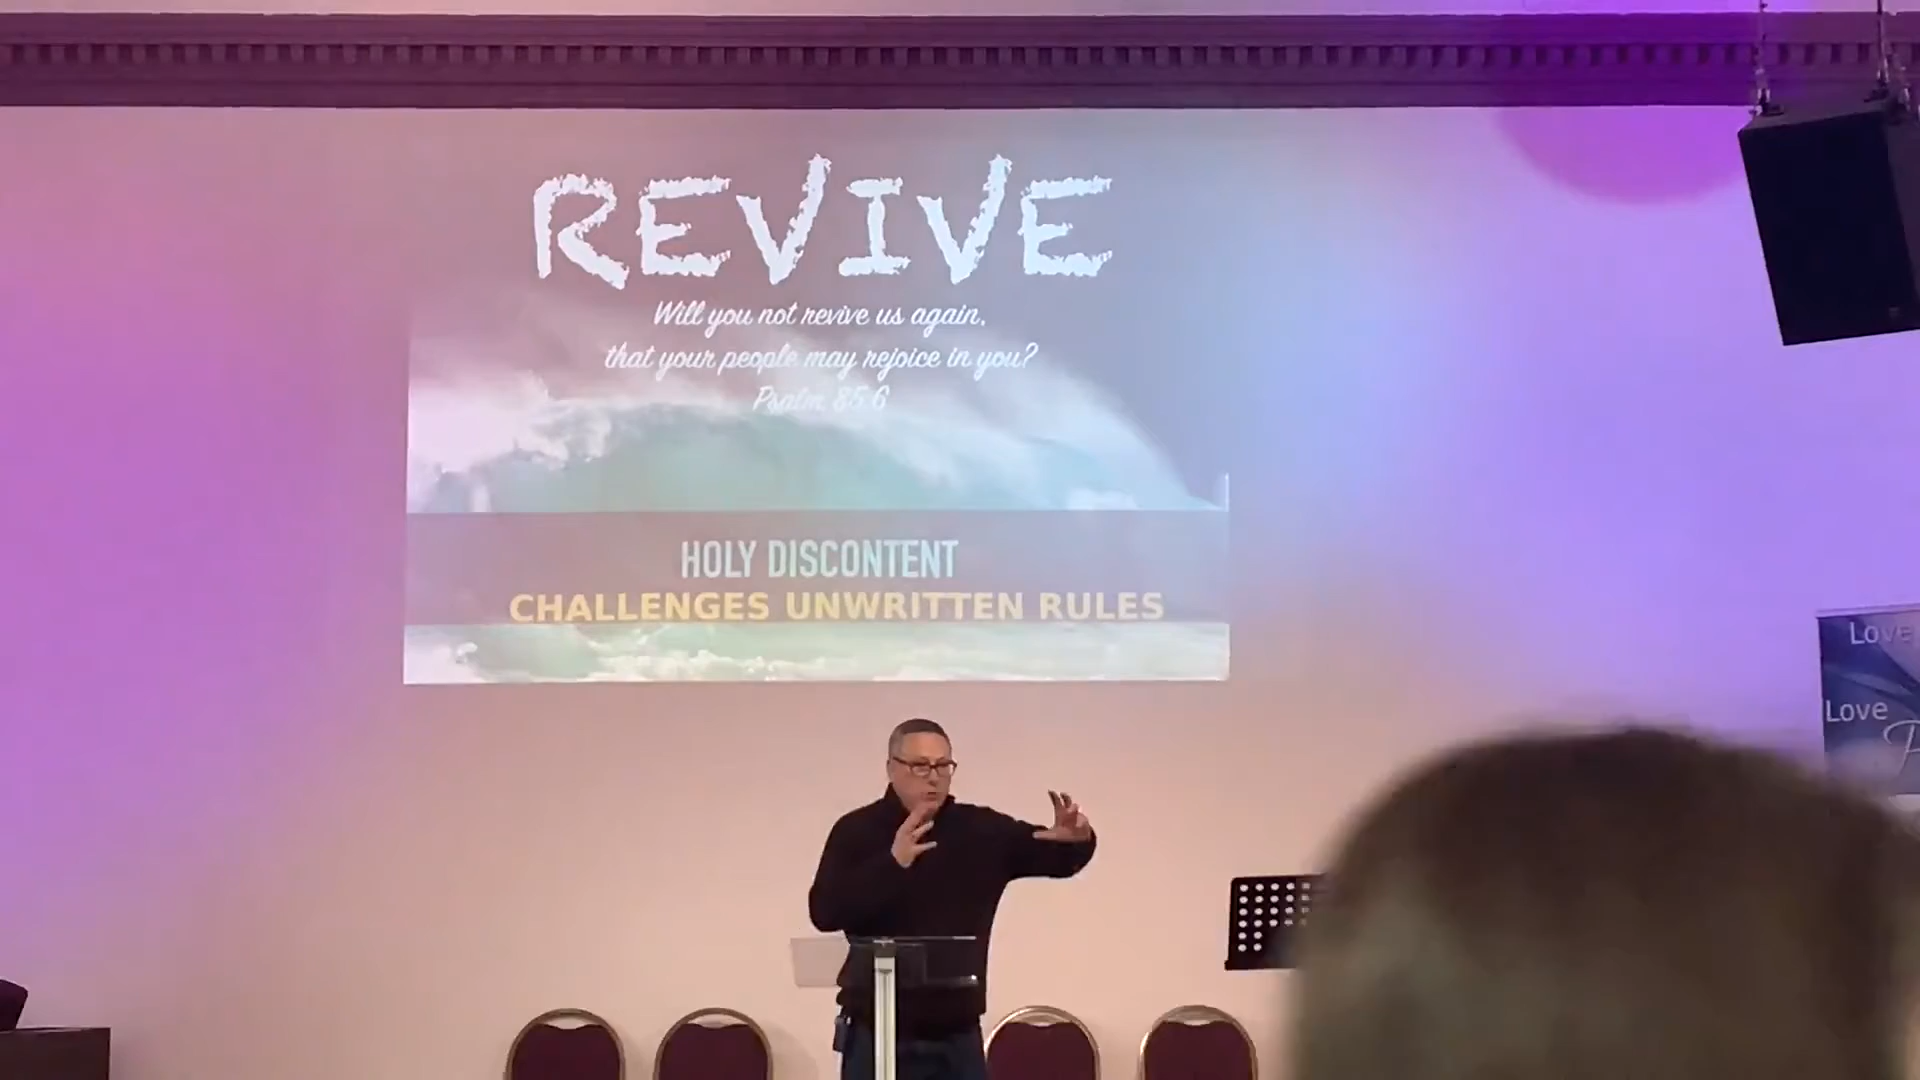 REVIVE
Will you not revive us again,
that your people may rejoice in you?
Psalm 85:6
HOLY DISCONTENT
CHALLENGES UNWRITTEN RULES
Love
Love